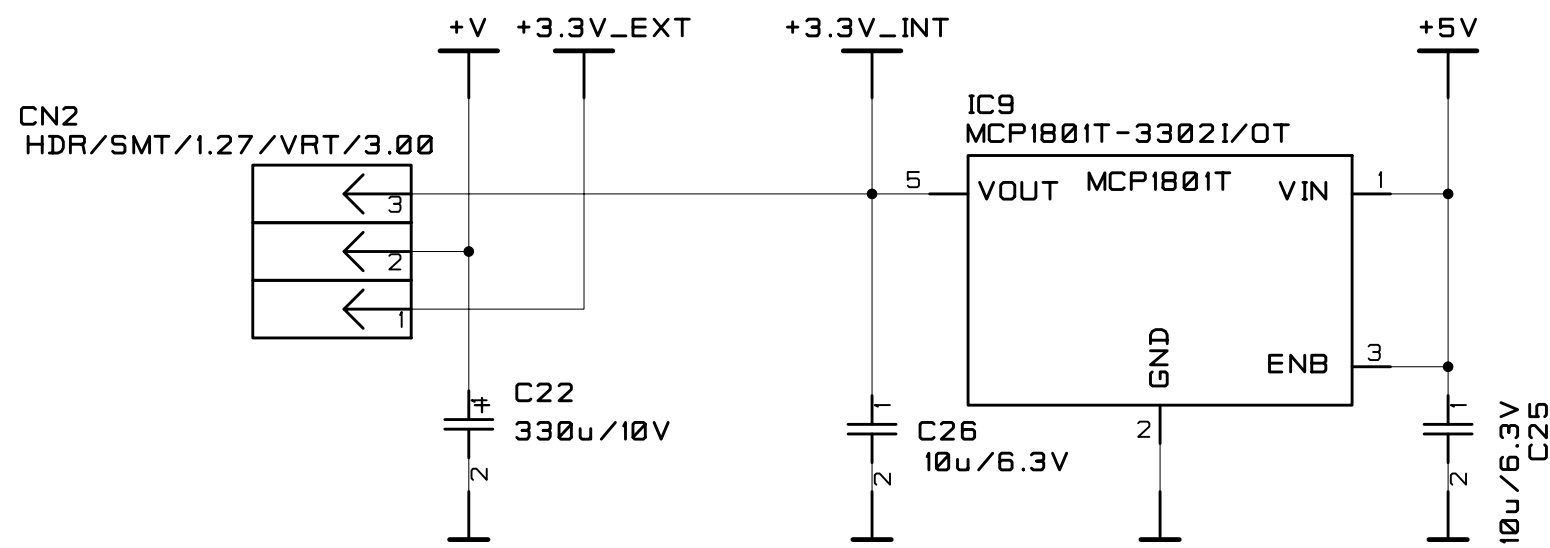 +V
+3.3V_EXT
+3.3V_INT
+5V
CN2
HDR/SMT/1.27/VRT/3.00
IC9
MCP1801T-3302I/OT
MCP1801T
3
2
1
5
VOUT
VIN
1
ENB
3
GND
2
C22
330u/10V
1+
2
C26
10u/6.3V
1
2
C25
10u/6.3V
1
2